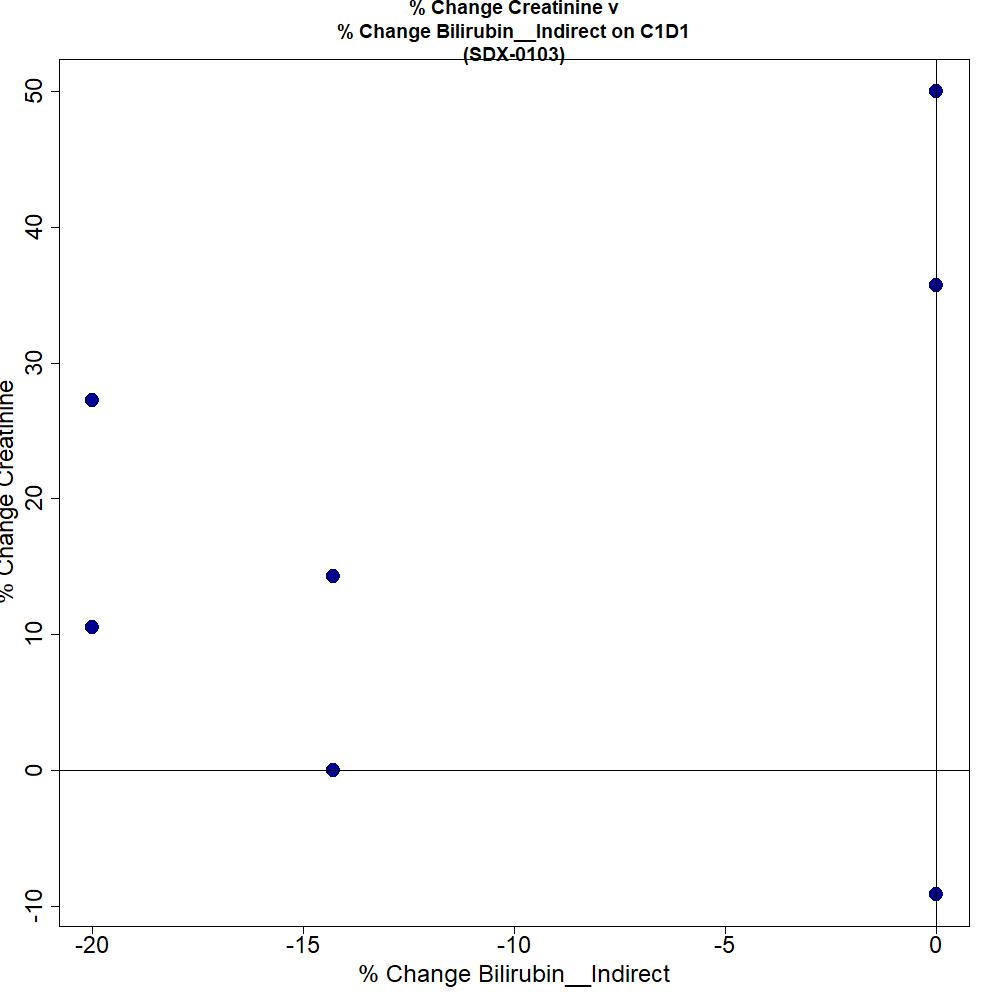 % Change Creatinine v
% Change Bilirubin__Indirect on C1D1
(SDX-0103)
% Change Creatinine
50
40
30
20
10
0
-10
-20
-15
-10
-5
0
% Change Bilirubin__Indirect